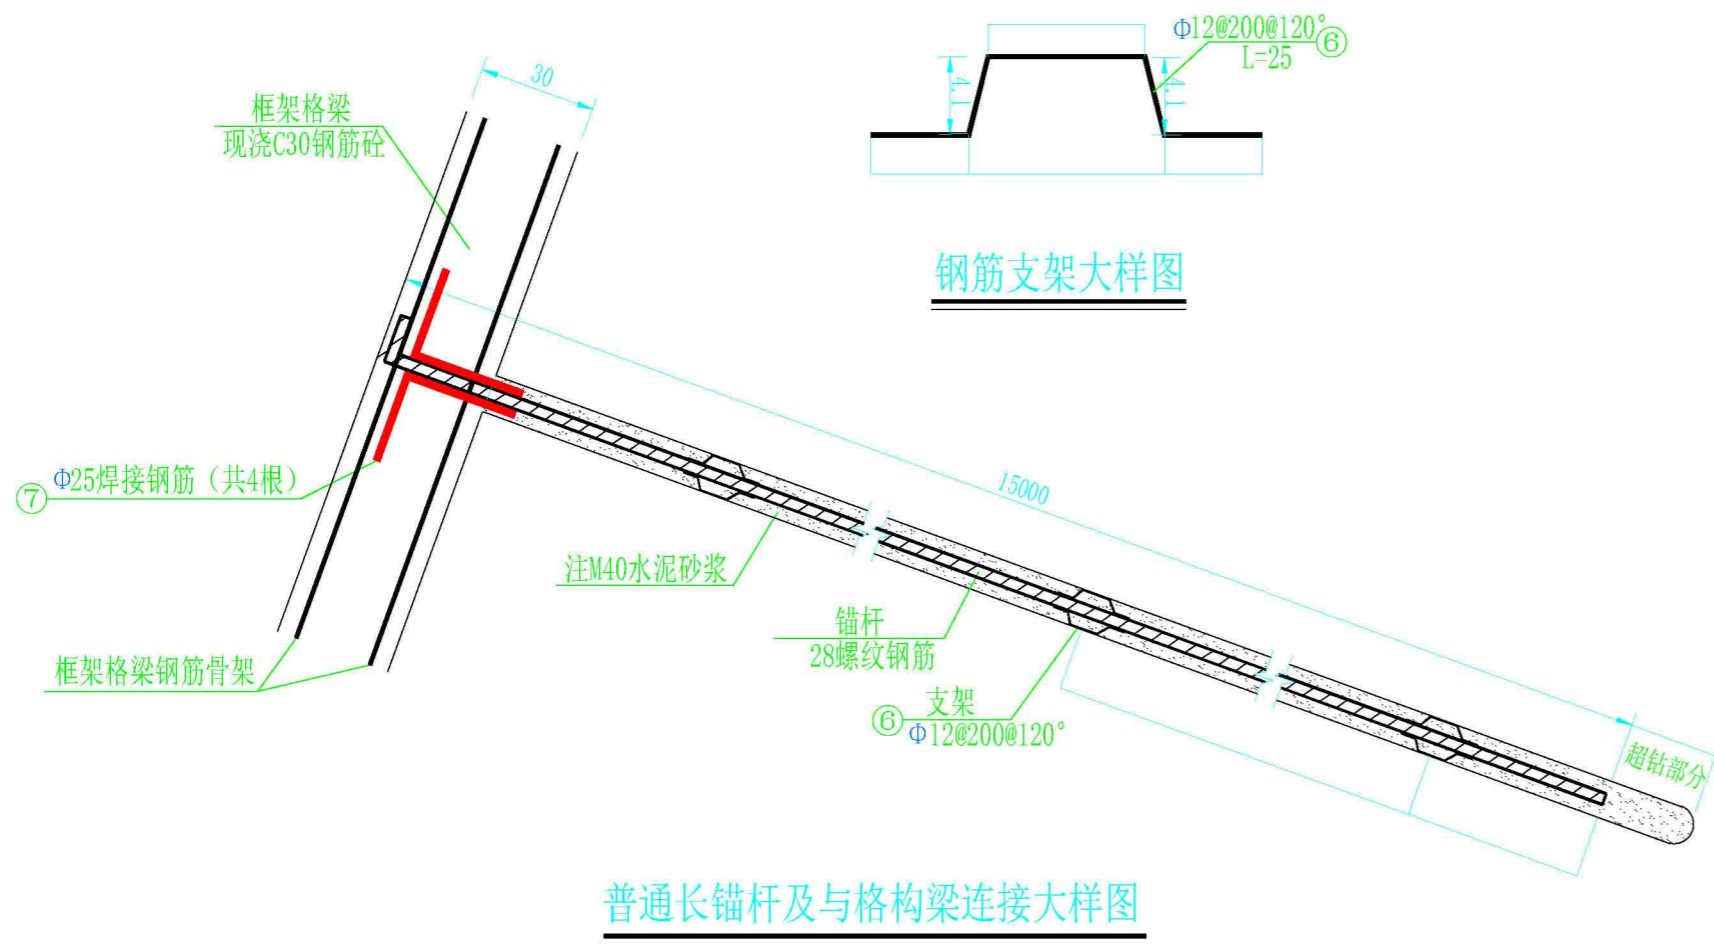 Φ12@200@120° ⑥
L=25
4.1
4.1
30
框架格梁
现浇C30钢筋砼
钢筋支架大样图
⑦ Φ25焊接钢筋（共4根）
15000
注M40水泥砂浆
锚杆
28螺纹钢筋
框架格梁钢筋骨架
⑥ 支架
Φ12@200@120°
超钻部分
普通长锚杆及与格构梁连接大样图